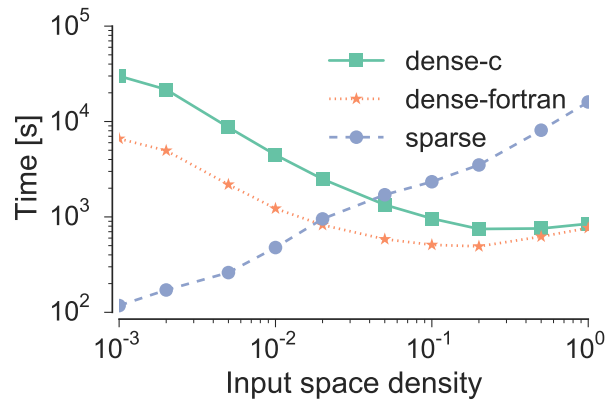 10^5
10^4
10^3
10^2
Time [s]
dense-c
dense-fortran
sparse
10^-3 10^-2 10^-1 10^0
Input space density